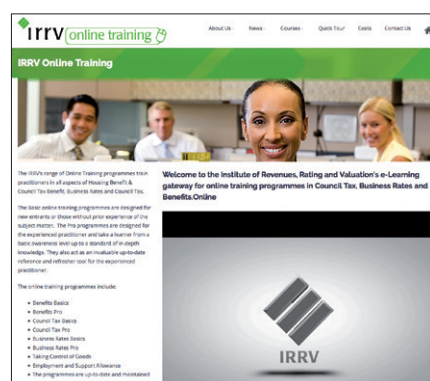 irrv online training
About Us News Courses Quick Tour Costs Contact Us
IRRV Online Training
The IRRV's range of Online Training programmes train
practitioners in all aspects of Housing Benefit &
Council Tax Benefit, Business Rates and Council Tax.
The Basic online training programmes are designed for
new entrants or those without prior experience of the
subject matter. The Pro programmes are designed for
the experienced practitioner and take a learner from a
basic awareness level up to a standard of in-depth
knowledge. They also act as an invaluable up-to-date
reference and refresher tool for the experienced
practitioner.
The online training programmes include:
Benefits Basics
Benefits Pro
Council Tax Basics
Council Tax Pro
Business Rates Basics
Business Rates Pro
Taking Control of Goods
Employment and Support Allowance
The programmes are up-to-date and maintained
Welcome to the Institute of Revenues, Rating and Valuation's e-Learning
gateway for online training programmes in Council Tax, Business Rates and
Benefits.Online
IRRV